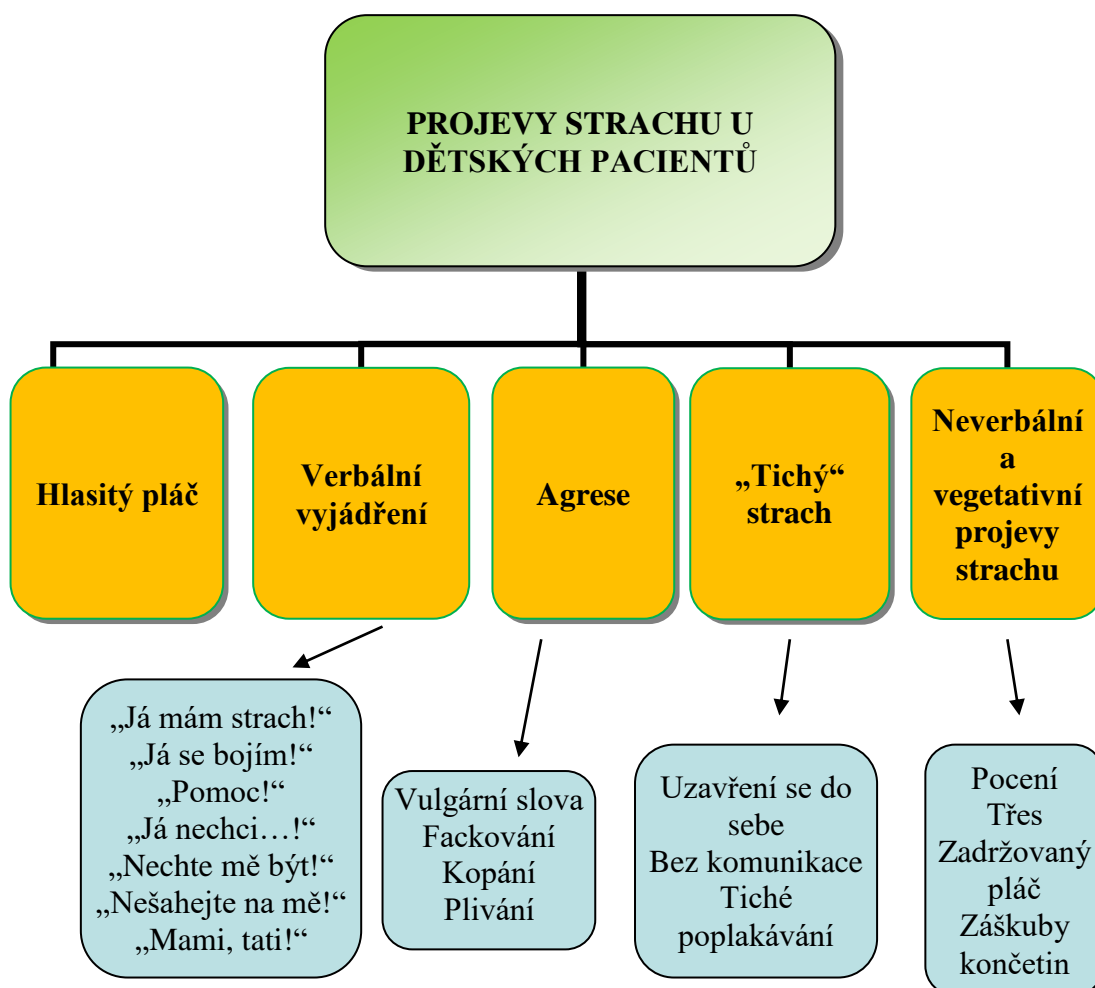 PROJEVY STRACHU U
DĚTSKÝCH PACIENTŮ
Hlasitý pláč
Verbální
vyjádření
Agrese
„Tichý“
strach
Neverbální
a
vegetativní
projevy
strachu
„Já mám strach!“
„Já se bojím!“
„Pomoc!“
„Já nechci…!“
„Nechte mě být!“
„Nešahejte na mě!“
„Mami, tati!“
Vulgární slova
Fackování
Kopání
Plivání
Uzavření se do
sebe
Bez komunikace
Tiché
poplakávání
Pocení
Třes
Zadržovaný
pláč
Záškuby
končetin